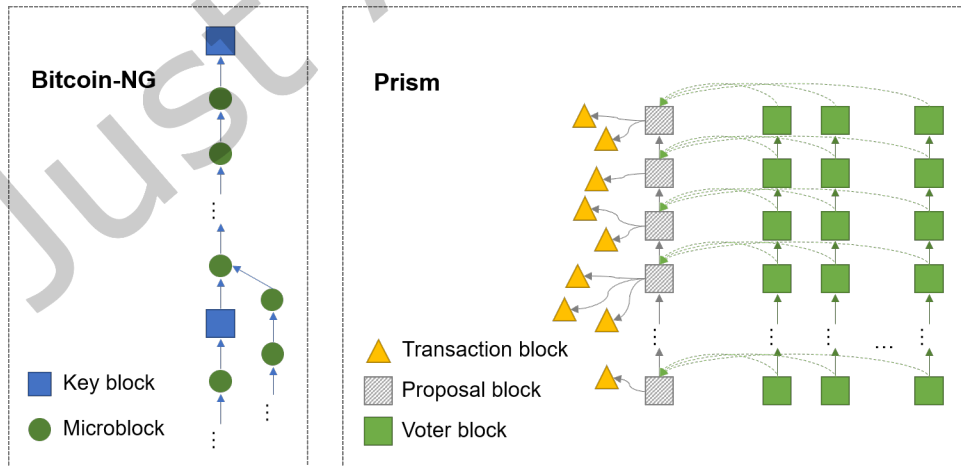 Just
Bitcoin-NG
...
...
...
Key block
Microblock
Prism
...
...
...
...
...
Transaction block
Proposal block
Voter block